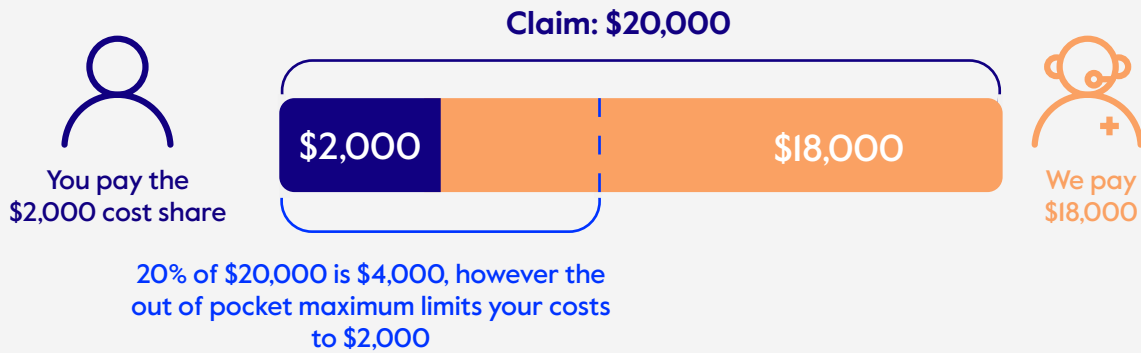 Claim: $20,000
$2,000
$18,000
You pay the
$2,000 cost share
We pay
$18,000
20% of $20,000 is $4,000, however the
out of pocket maximum limits your costs
to $2,000